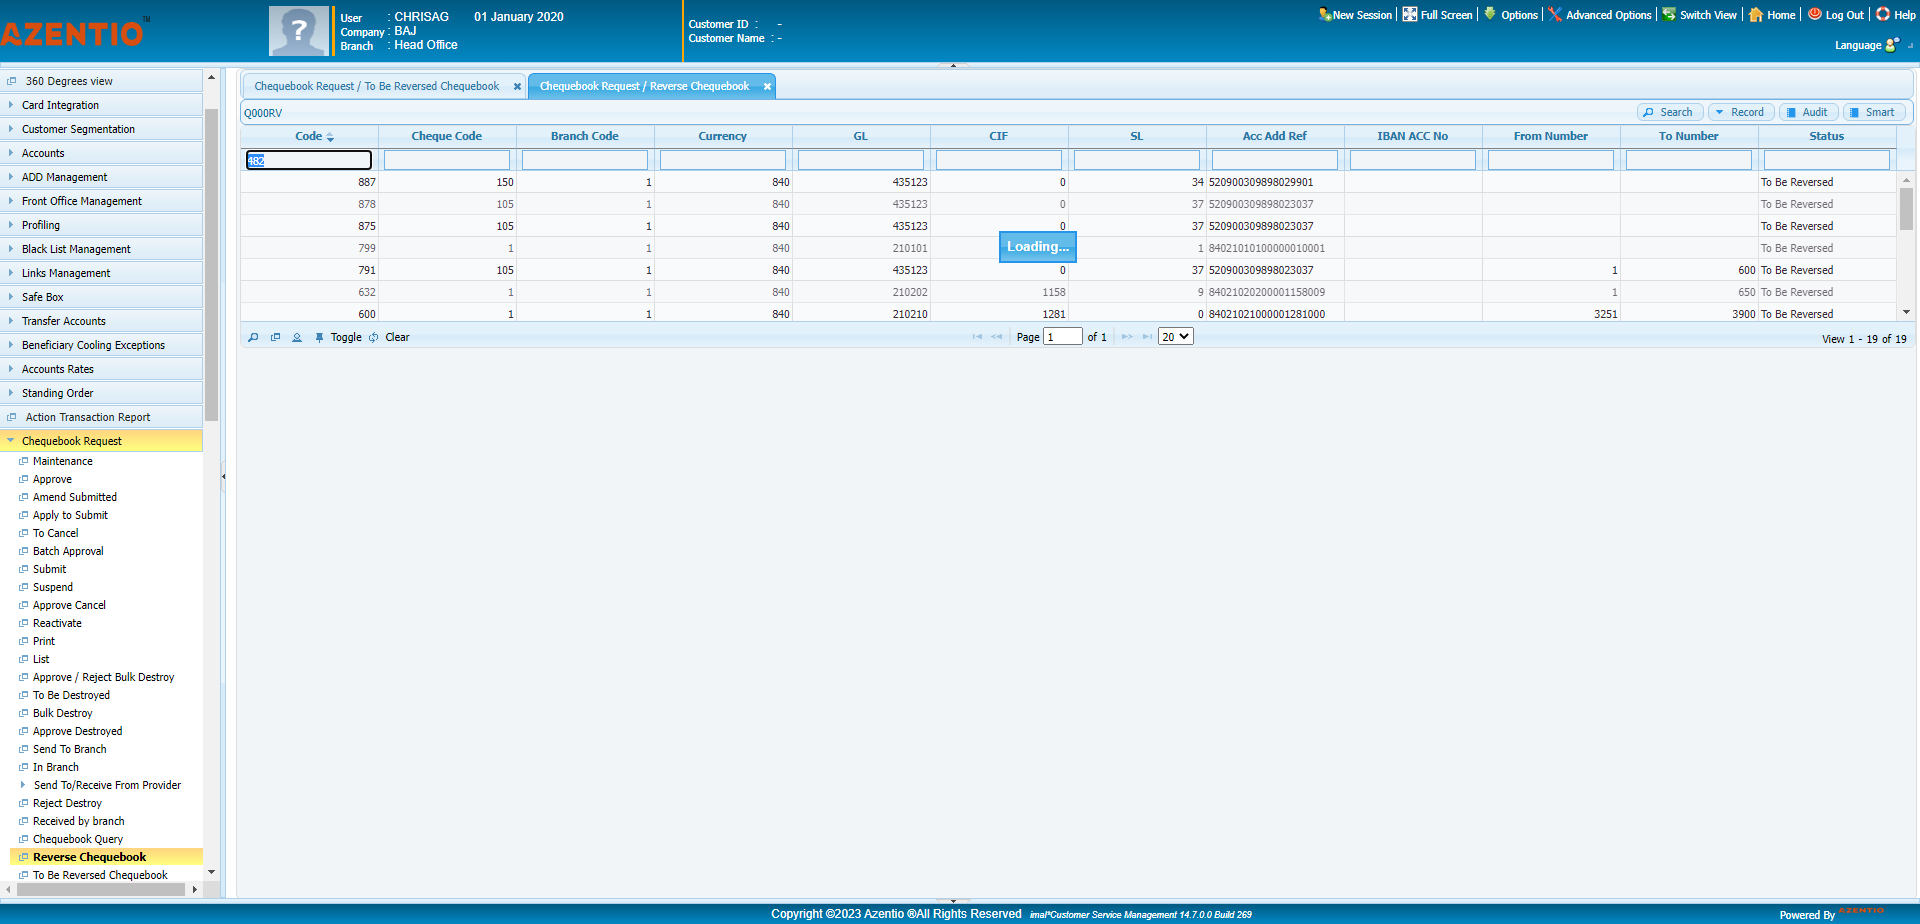 AZENTIO™
User : CHRISAG 01 January 2020
Company : BAJ
Branch : Head Office
Customer ID : -
Customer Name : -
New Session Full Screen Options Advanced Options Switch View Home Log Out Help
Language
360 Degrees view
Card Integration
Customer Segmentation
Accounts
ADD Management
Front Office Management
Profiling
Black List Management
Links Management
Safe Box
Transfer Accounts
Beneficiary Cooling Exceptions
Accounts Rates
Standing Order
Action Transaction Report
Chequebook Request
Maintenance
Approve
Amend Submitted
Apply to Submit
To Cancel
Batch Approval
Submit
Suspend
Approve Cancel
Reactivate
Print
List
Approve / Reject Bulk Destroy
To Be Destroyed
Bulk Destroy
Approve Destroyed
Send To Branch
In Branch
Send To/Receive From Provider
Reject Destroy
Received by branch
Chequebook Query
Reverse Chequebook
To Be Reversed Chequebook
Chequebook Request / To Be Reversed Chequebook Chequebook Request / Reverse Chequebook
Q000RV Search Record Audit Smart
Code Cheque Code Branch Code Currency GL CIF SL Acc Add Ref IBAN ACC No From Number To Number Status
482
887 150 1 840 435123 0 34 520900309898029901 To Be Reversed
878 105 1 840 435123 0 37 520900309898023037 To Be Reversed
875 105 1 840 435123 0 37 520900309898023037 To Be Reversed
799 1 1 840 210101 1 84021010100000010001 To Be Reversed
Loading...
791 105 1 840 435123 0 37 520900309898023037 1 600 To Be Reversed
632 1 1 840 210202 1158 9 84021020200001158009 1 650 To Be Reversed
600 1 1 840 210210 1281 0 84021021000001281000 3251 3900 To Be Reversed
Toggle Clear Page 1 of 1 20 View 1 - 19 of 19
Copyright ©2023 Azentio ®All Rights Reserved imal*Customer Service Management 14.7.0.0 Build 269
Powered By AZENTIO